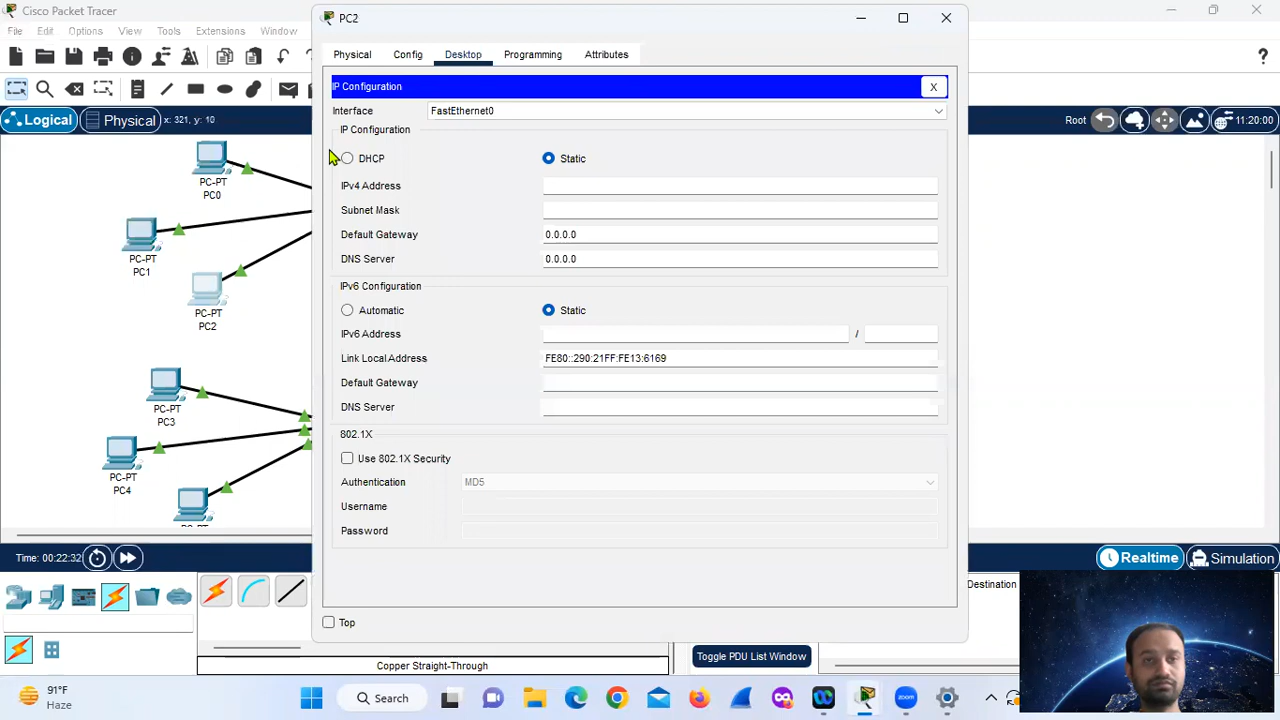 Cisco Packet Tracer
PC2
File Edit Options View Tools Extensions Window
Physical Config Desktop Programming Attributes
IP Configuration X
Interface FastEthernet0
IP Configuration
Logical Physical x: 321, y: 10
Root 11:20:00
DHCP Static
IPv4 Address
Subnet Mask
Default Gateway 0.0.0.0
DNS Server 0.0.0.0
IPv6 Configuration
Automatic Static
IPv6 Address /
Link Local Address FE80::290:21FF:FE13:6169
Default Gateway
DNS Server
802.1X
Use 802.1X Security
Authentication MD5
Username
Password
Top
PC-PT
PC0
PC-PT
PC1
PC-PT
PC2
PC-PT
PC3
PC-PT
PC4
Time: 00:22:32
Realtime Simulation
Destination
Copper Straight-Through
Toggle PDU List Window
91°F
Haze
Search
zoom